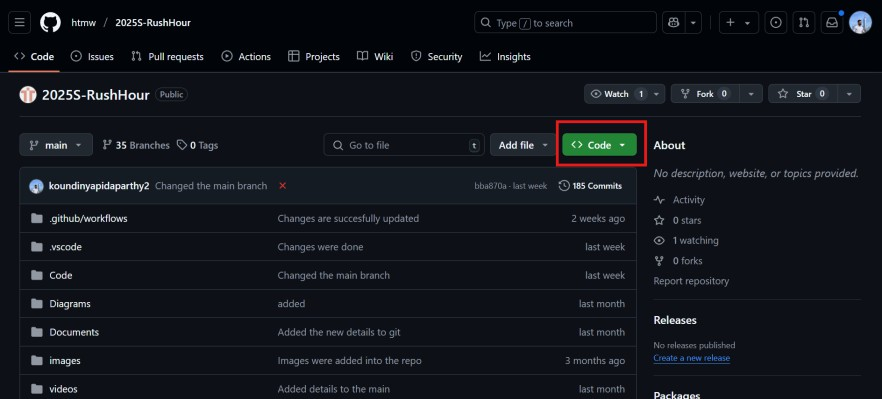 htmw / 2025S-RushHour Type / to search
<> Code Issues Pull requests Actions Projects Wiki Security Insights
2025S-RushHour Public Watch 1 Fork 0 Star 0
main 35 Branches 0 Tags Go to file t Add file <> Code About
No description, website, or topics provided.
koundinyapidaparthy2 Changed the main branch bba870a · last week 185 Commits
Activity
.github/workflows Changes are succesfully updated 2 weeks ago
0 stars
.vscode Changes were done last week
1 watching
0 forks
Code Changed the main branch last week
Report repository
Diagrams added last month
Releases
Documents Added the new details to git last month
No releases published
Create a new release
images Images were added into the repo 3 months ago
videos Added details to the main last month
Packages